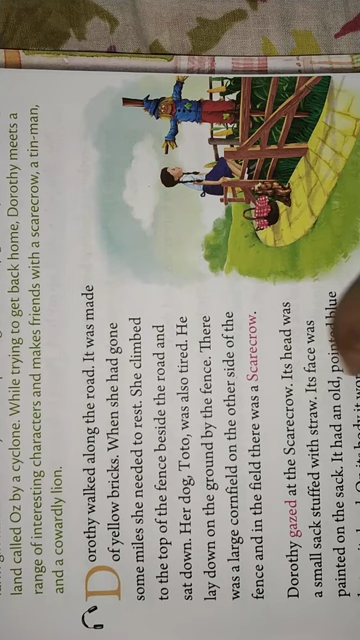 land called Oz by a cyclone. While trying to get back home, Dorothy meets a
range of interesting characters and makes friends with a scarecrow, a tin-man,
and a cowardly lion.
Dorothy walked along the road. It was made
of yellow bricks. When she had gone
some miles she needed to rest. She climbed
to the top of the fence beside the road and
sat down. Her dog, Toto, was also tired. He
lay down on the ground by the fence. There
was a large cornfield on the other side of the
fence and in the field there was a Scarecrow.
Dorothy gazed at the Scarecrow. Its head was
a small sack stuffed with straw. Its face was
painted on the sack. It had an old, pointed blue